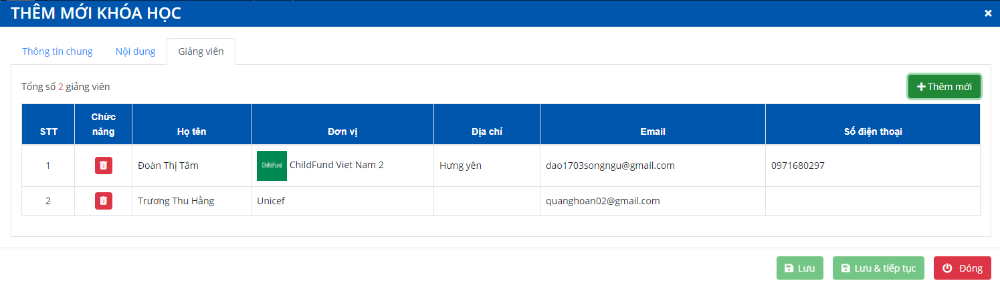 THÊM MỚI KHÓA HỌC
Thông tin chung Nội dung Giảng viên
Tổng số 2 giảng viên Thêm mới
STT Chức năng Họ tên Đơn vị Địa chỉ Email Số điện thoại
1 Đoàn Thị Tâm ChildFund ChildFund Viet Nam 2 Hưng yên dao1703songngu@gmail.com 0971680297
2 Trương Thu Hằng Unicef quanghoan02@gmail.com
Lưu Lưu & tiếp tục Đóng